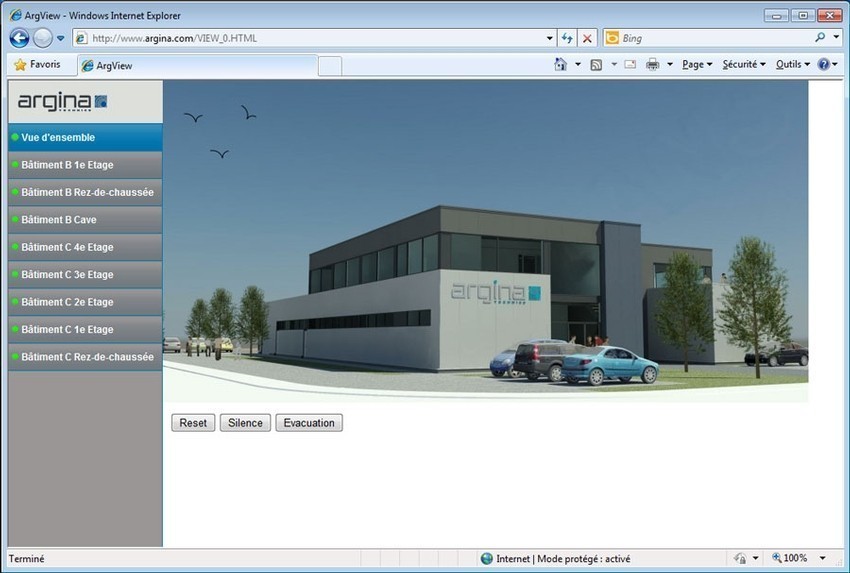 ArgView - Windows Internet Explorer
http://www.argina.com/VIEW_0.HTML
Bing
Favoris
ArgView
Page
Sécurité
Outils
argina
TECHNICS
Vue d'ensemble
Bâtiment B 1e Etage
Bâtiment B Rez-de-chaussée
Bâtiment B Cave
Bâtiment C 4e Etage
Bâtiment C 3e Etage
Bâtiment C 2e Etage
Bâtiment C 1e Etage
Bâtiment C Rez-de-chaussée
argina
TECHNICS
Reset
Silence
Evacuation
Terminé
Internet | Mode protégé : activé
100%